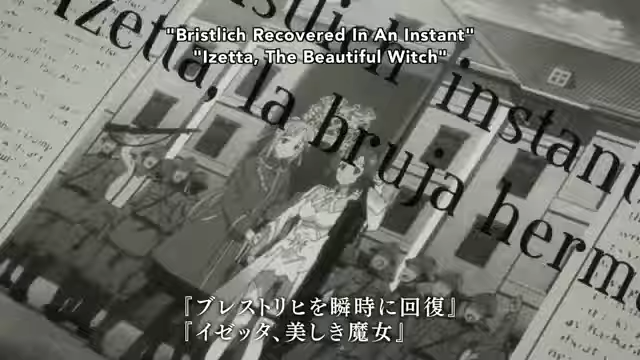 "Bristlich Recovered In An Instant"
"Izetta, The Beautiful Witch"
stlich instant
Izetta, la bruja herm
『ブレストリヒを瞬時に回復』
『イゼッタ、美しき魔女』